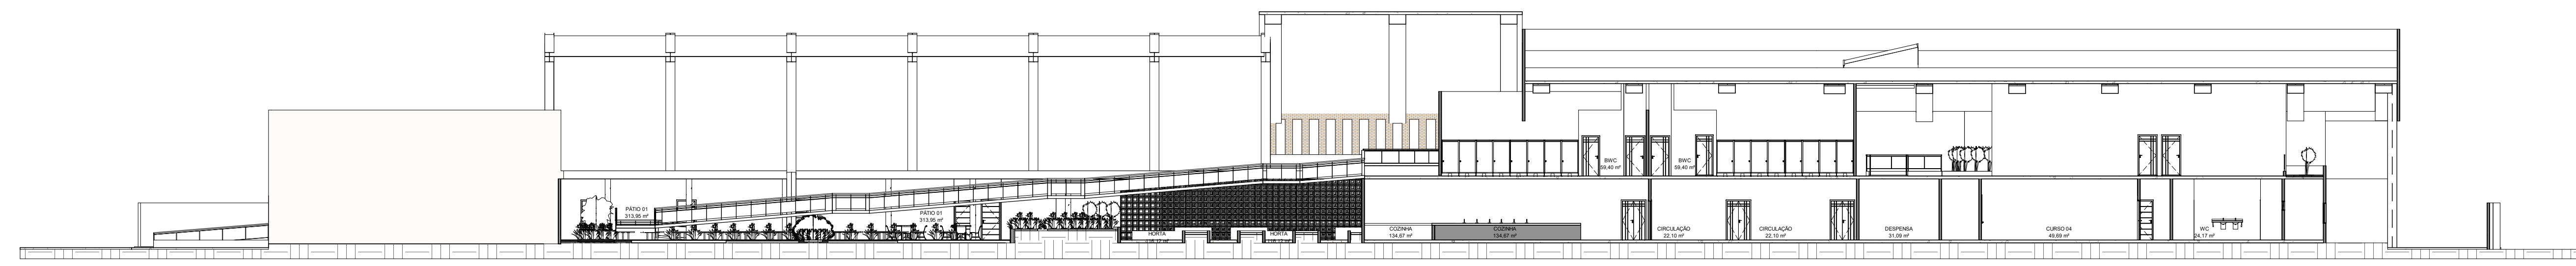 BWC
59,40 m²
BWC
59,40 m²
PÁTIO 01
313,95 m²
PÁTIO 01
313,95 m²
HORTA
HORTA
COZINHA
134,67 m²
COZINHA
134,67 m²
CIRCULAÇÃO
22,10 m²
CIRCULAÇÃO
22,10 m²
DESPENSA
31,09 m²
CURSO 04
49,69 m²
WC
24,17 m²